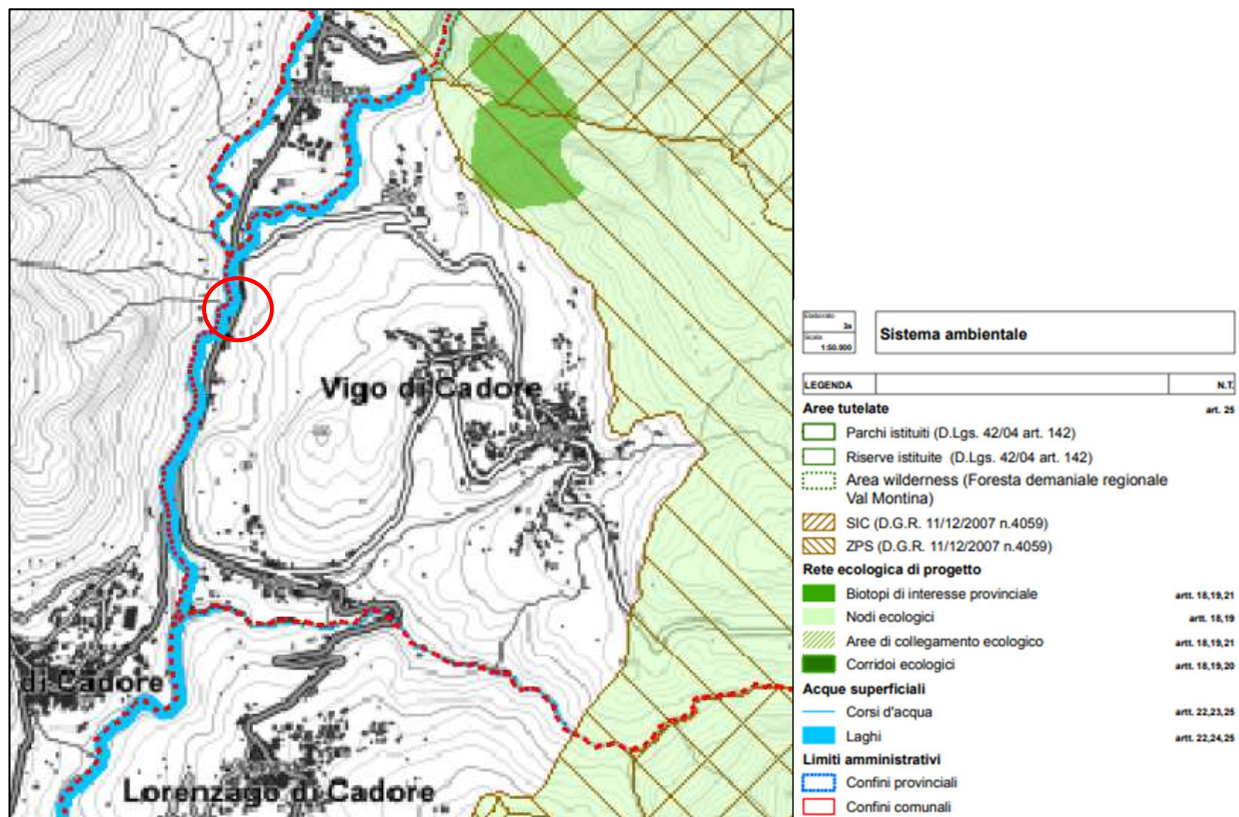 Vigo di Cadore
di Cadore
Lorenzago di Cadore
Elaborato
3a
Scala
1:50.000
Sistema ambientale
LEGENDA N.T.
Aree tutelate art. 25
Parchi istituiti (D.Lgs. 42/04 art. 142)
Riserve istituite (D.Lgs. 42/04 art. 142)
Area wilderness (Foresta demaniale regionale
Val Montina)
SIC (D.G.R. 11/12/2007 n.4059)
ZPS (D.G.R. 11/12/2007 n.4059)
Rete ecologica di progetto
Biotopi di interesse provinciale artt. 18,19,21
Nodi ecologici artt. 18,19
Aree di collegamento ecologico artt. 18,19,21
Corridoi ecologici artt. 18,19,20
Acque superficiali
Corsi d'acqua artt. 22,23,25
Laghi artt. 22,24,25
Limiti amministrativi
Confini provinciali
Confini comunali